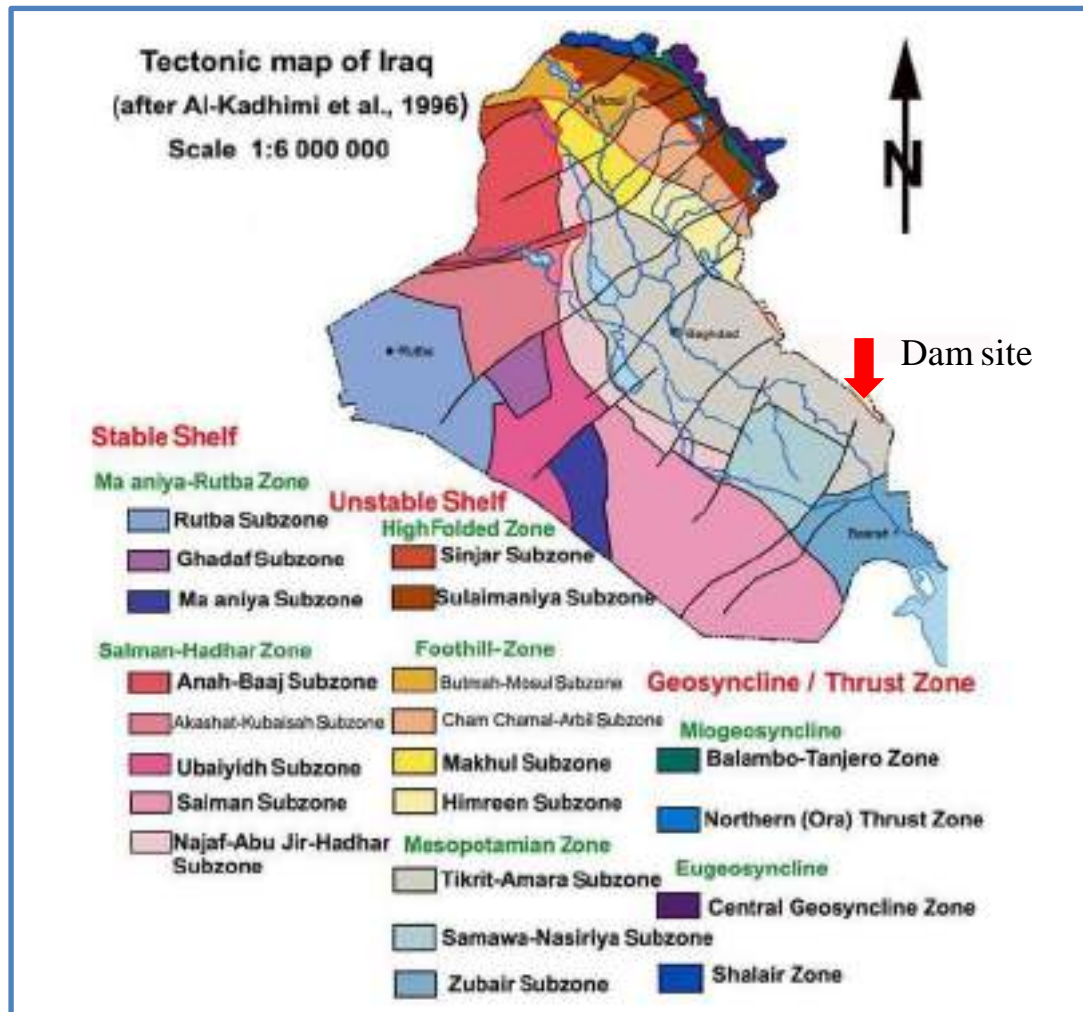 Tectonic map of Iraq
(after Al-Kadhimi et al., 1996)
Scale 1:6 000 000
N
Mosul
Baghdad
Rutba
Dam site
Stable Shelf
Ma aniya-Rutba Zone
Rutba Subzone
Ghadaf Subzone
Ma aniya Subzone
Salman-Hadhar Zone
Anah-Baaj Subzone
Akashat-Kubaisah Subzone
Ubaiyidh Subzone
Salman Subzone
Najaf-Abu Jir-Hadhar
Subzone
Unstable Shelf
High Folded Zone
Sinjar Subzone
Sulaimaniya Subzone
Foothill-Zone
Butmah-Mosul Subzone
Cham Chamal-Arbil Subzone
Makhul Subzone
Himreen Subzone
Mesopotamian Zone
Tikrit-Amara Subzone
Samawa-Nasiriya Subzone
Zubair Subzone
Geosyncline / Thrust Zone
Miogeosyncline
Balambo-Tanjero Zone
Northern (Ora) Thrust Zone
Eugeosyncline
Central Geosyncline Zone
Shalair Zone